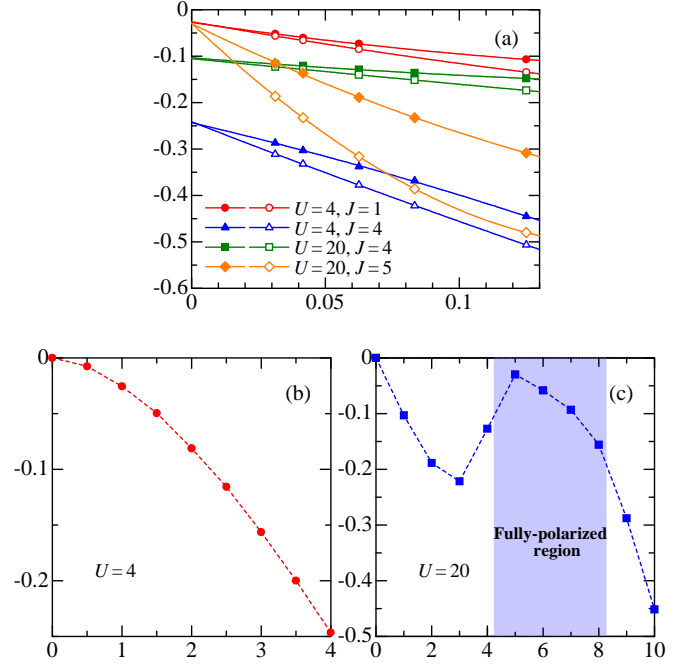 0
-0.1
-0.2
-0.3
-0.4
-0.5
-0.6
(a)
U = 4, J = 1
U = 4, J = 4
U = 20, J = 4
U = 20, J = 5
0 0.05 0.1
0
-0.1
-0.2
(b)
U = 4
0 1 2 3 4
0
-0.1
-0.2
-0.3
-0.4
-0.5
(c)
Fully-polarized
region
U = 20
0 2 4 6 8 10